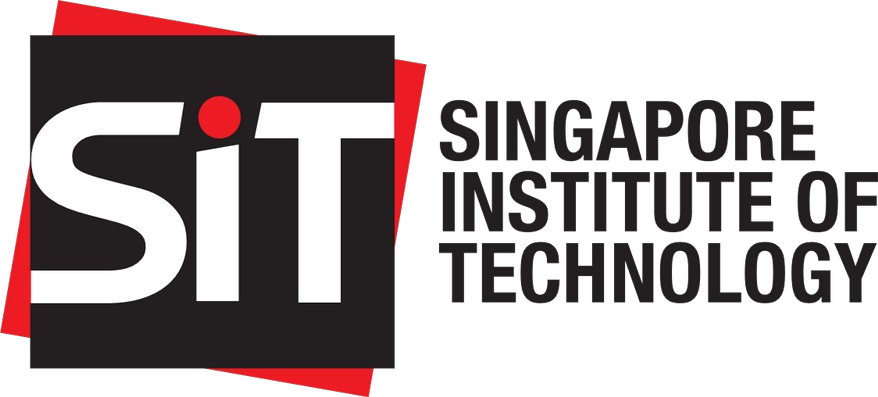 SiT
SINGAPORE
INSTITUTE OF
TECHNOLOGY